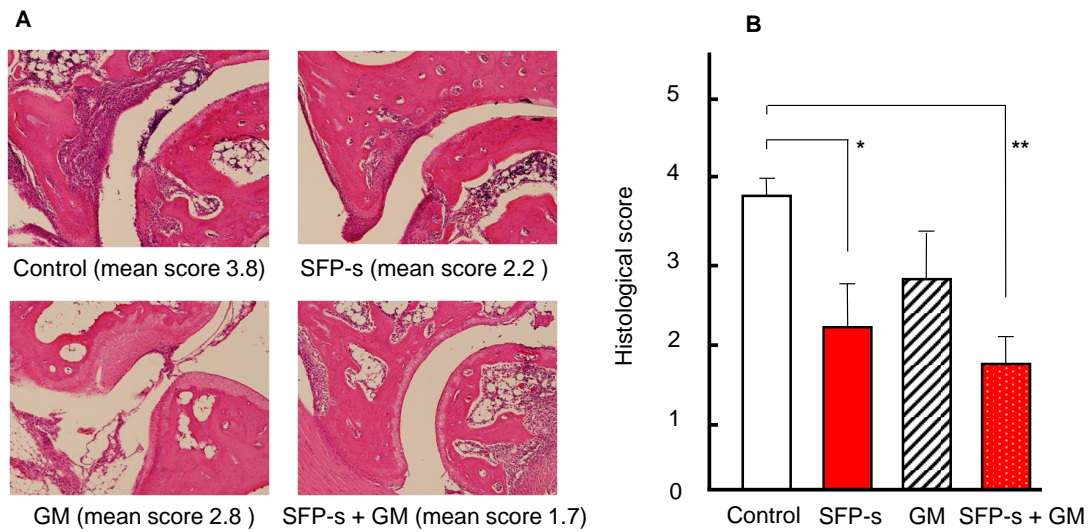 A
Control (mean score 3.8)
SFP-s (mean score 2.2 )
GM (mean score 2.8 )
SFP-s + GM (mean score 1.7)
B
Histological score
5
4
3
2
1
0
*
**
Control
SFP-s
GM
SFP-s + GM